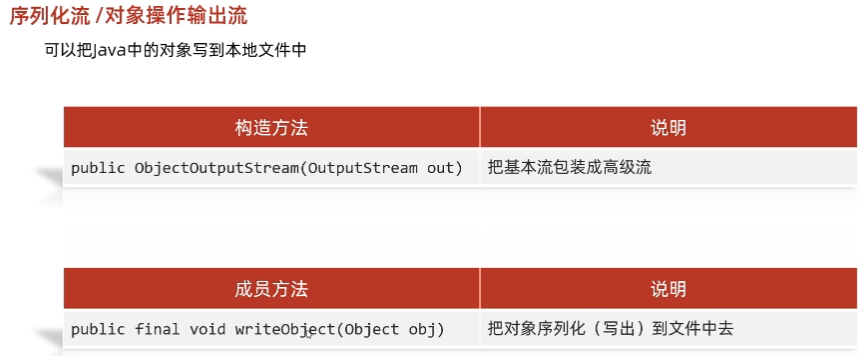 序列化流 /对象操作输出流
可以把Java中的对象写到本地文件中
构造方法 说明
public ObjectOutputStream(OutputStream out) 把基本流包装成高级流
成员方法 说明
public final void writeObject(Object obj) 把对象序列化（写出）到文件中去